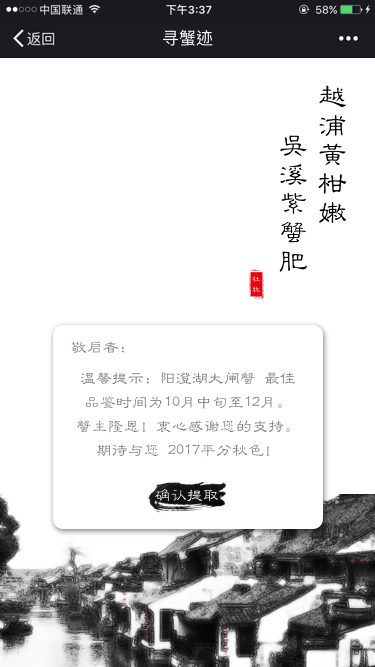 中国联通 下午3:37 58%
返回 寻蟹迹
越浦黄柑嫩
吳溪紫蟹肥
杜牧
敬启者：
温馨提示：阳澄湖大闸蟹 最佳
品鉴时间为10月中旬至12月。
蟹主隆恩！衷心感谢您的支持。
期待与您 2017平分秋色！
确认提取